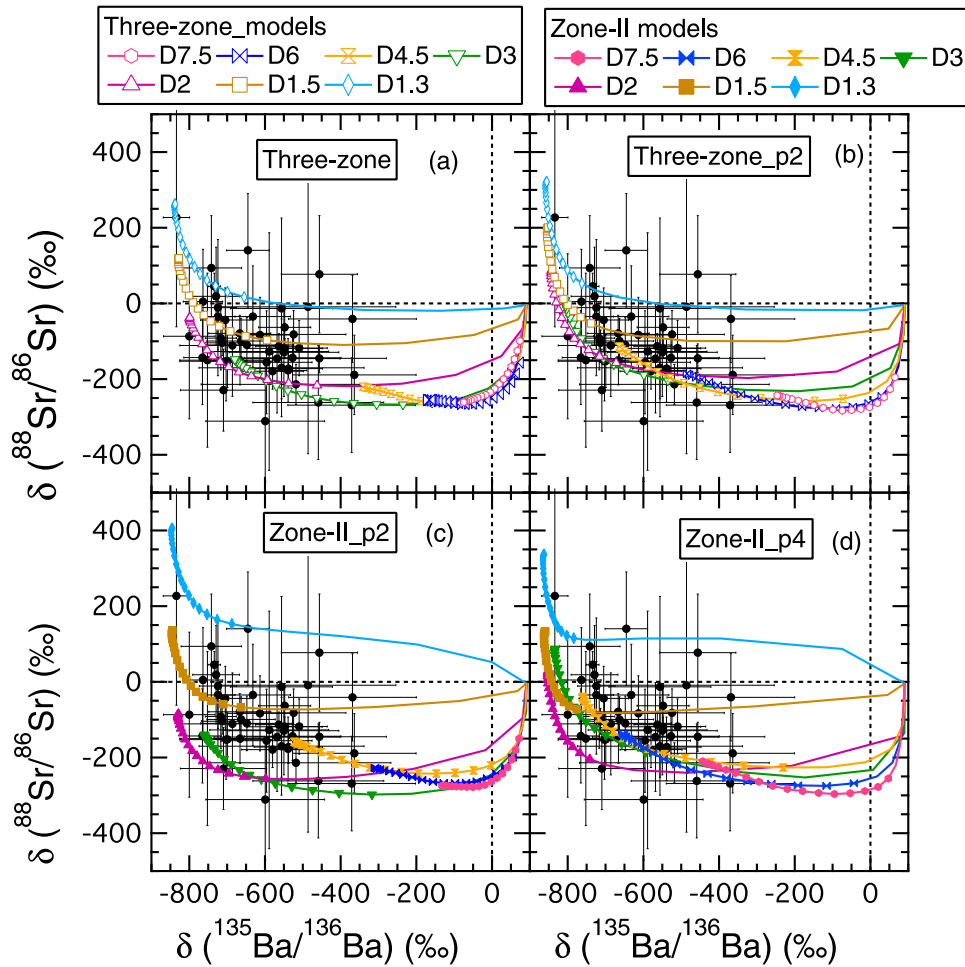 Three-zone_models
D7.5 D6 D4.5 D3
D2 D1.5 D1.3
Zone-II models
D7.5 D6 D4.5 D3
D2 D1.5 D1.3
400
200
0
-200
-400
Three-zone (a)
Three-zone_p2 (b)
δ (⁸⁸Sr/⁸⁶Sr) (‰)
400
200
0
-200
-400
Zone-II_p2 (c)
Zone-II_p4 (d)
δ (⁸⁸Sr/⁸⁶Sr) (‰)
-800 -600 -400 -200 0
-800 -600 -400 -200 0
δ (¹³⁵Ba/¹³⁶Ba) (‰)
δ (¹³⁵Ba/¹³⁶Ba) (‰)